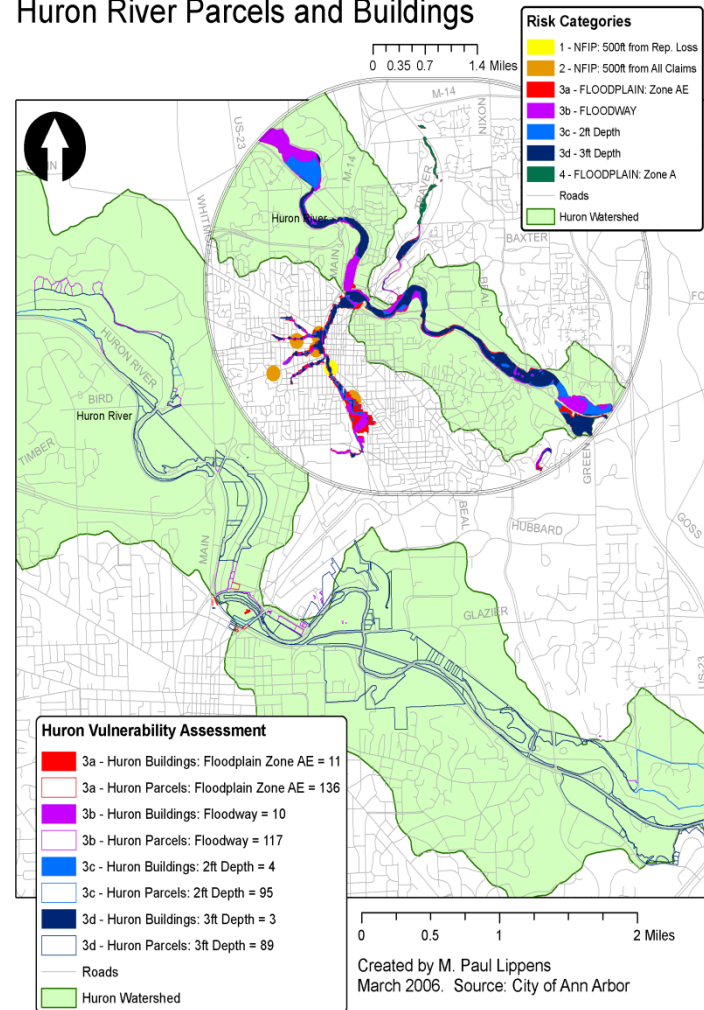 Huron River Parcels and Buildings
0 0.35 0.7 1.4 Miles
Risk Categories
1 - NFIP: 500ft from Rep. Loss
2 - NFIP: 500ft from All Claims
3a - FLOODPLAIN: Zone AE
3b - FLOODWAY
3c - 2ft Depth
3d - 3ft Depth
4 - FLOODPLAIN: Zone A
Roads
Huron Watershed
M-14
NIXON
US-23
M-14
Huron River
MAIN
BAXTER
HURON RIVER
BIRD
Huron River
TIMBER
GREEN
BEAL
HUBBARD
GOSS
MAIN
GLAZIER
US-23
Huron Vulnerability Assessment
3a - Huron Buildings: Floodplain Zone AE = 11
3a - Huron Parcels: Floodplain Zone AE = 136
3b - Huron Buildings: Floodway = 10
3b - Huron Parcels: Floodway = 117
3c - Huron Buildings: 2ft Depth = 4
3c - Huron Parcels: 2ft Depth = 95
3d - Huron Buildings: 3ft Depth = 3
3d - Huron Parcels: 3ft Depth = 89
Roads
Huron Watershed
0 0.5 1 2 Miles
Created by M. Paul Lippens
March 2006. Source: City of Ann Arbor